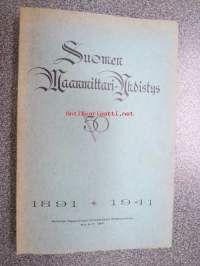 Suomen
Maanmittari-Yhdistys
50
1891 + 1941